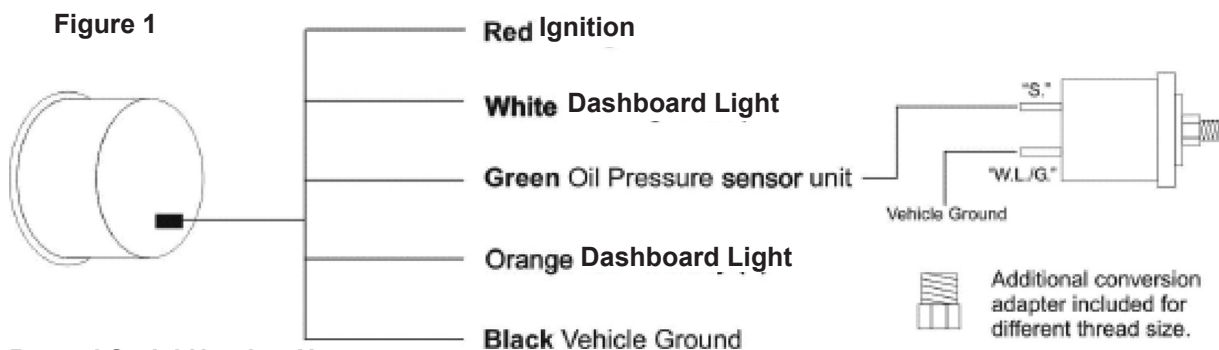 Figure 1
Red Ignition
White Dashboard Light
Green Oil Pressure sensor unit
Orange Dashboard Light
Black Vehicle Ground
"S."
"W.L./G."
Vehicle Ground
Additional conversion
adapter included for
different thread size.